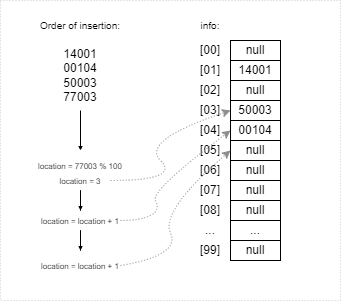 Order of insertion:
14001
00104
50003
77003
location = 77003 % 100
location = 3
location = location + 1
location = location + 1
info:
[00] null
[01] 14001
[02] null
[03] 50003
[04] 00104
[05] null
[06] null
[07] null
[08] null
... ...
[99] null